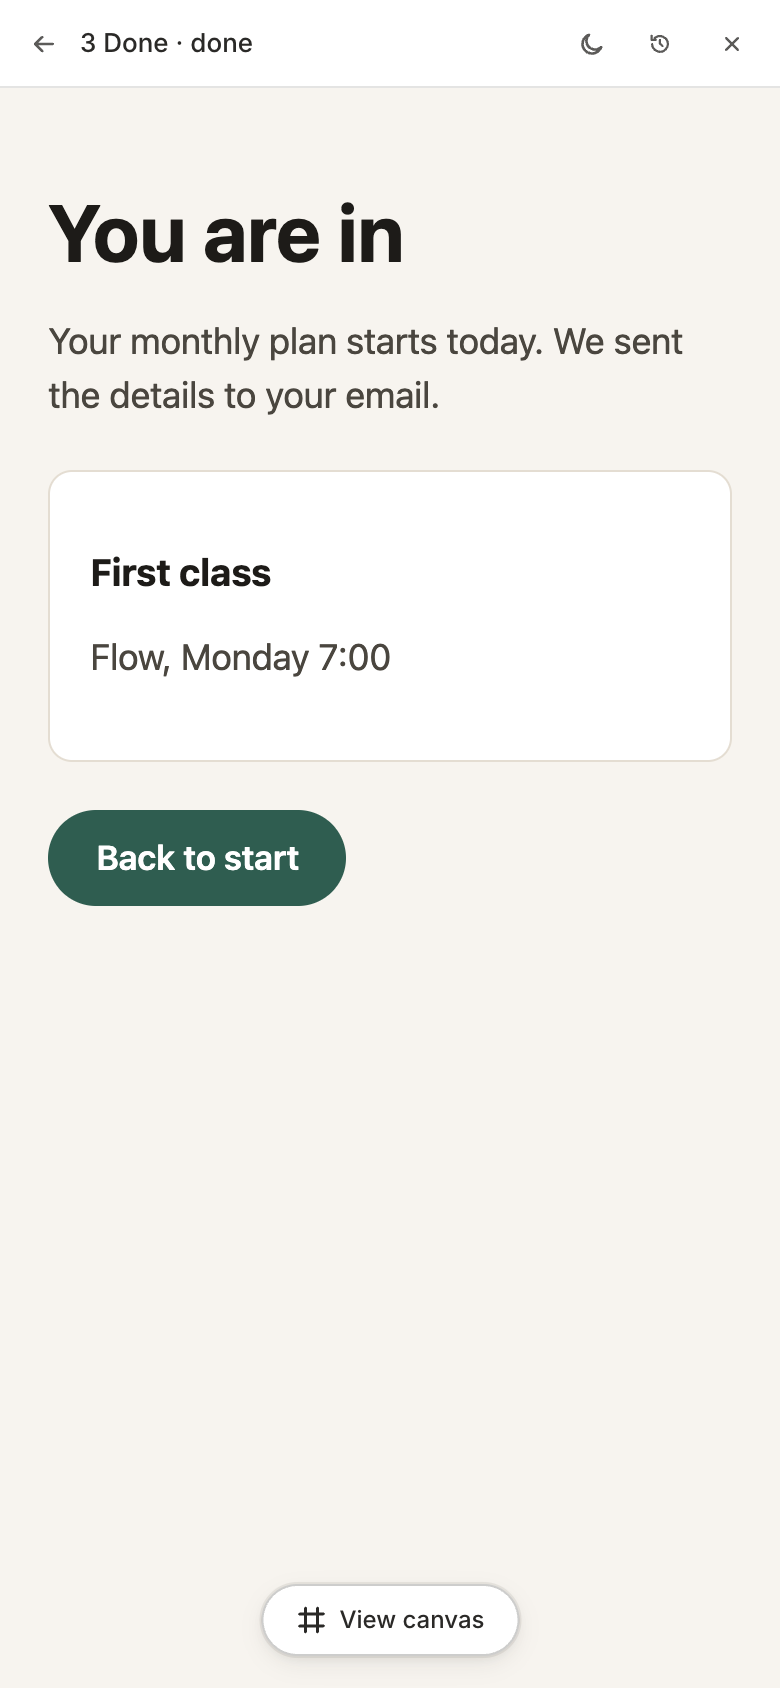 3 Done · done
You are in
Your monthly plan starts today. We sent
the details to your email.
First class
Flow, Monday 7:00
Back to start
View canvas